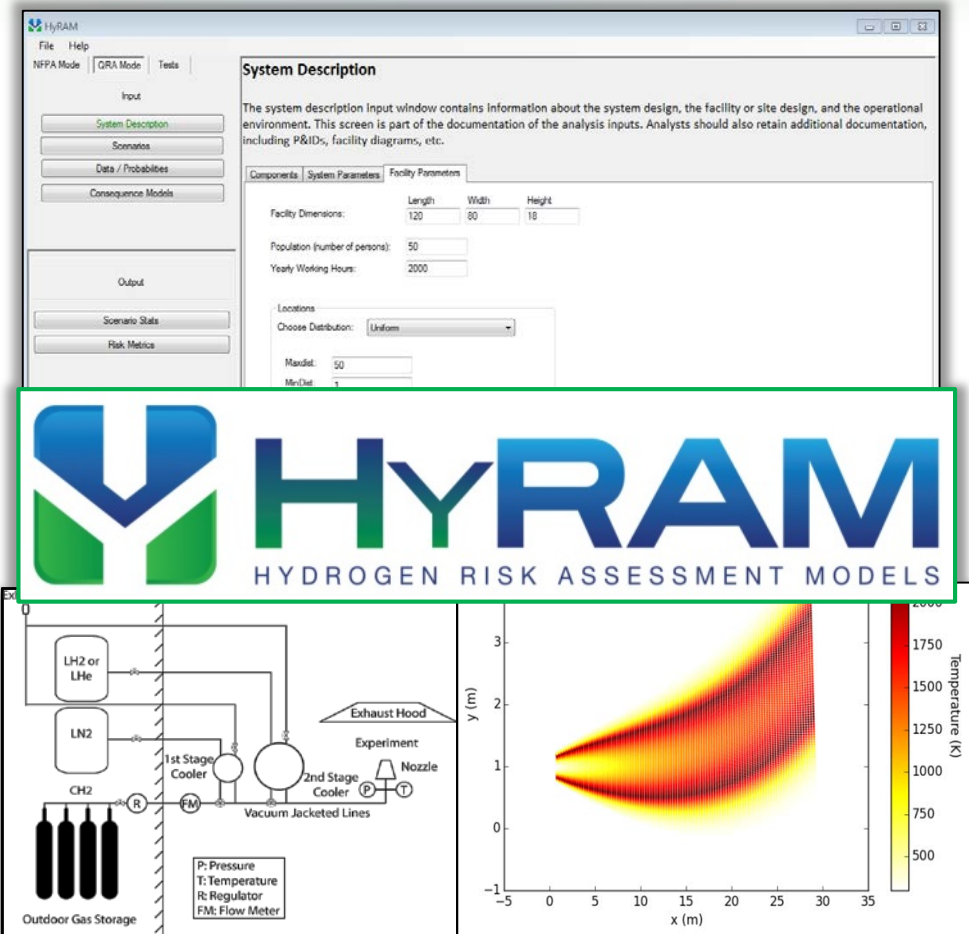 HyRAM
File Help
NFPA Mode QRA Mode Tests
Input
System Description
Scenarios
Data / Probabilities
Consequence Models
Output
Scenario Stats
Risk Metrics
System Description
The system description input window contains information about the system design, the facility or site design, and the operational
environment. This screen is part of the documentation of the analysis inputs. Analysts should also retain additional documentation,
including P&IDs, facility diagrams, etc.
Components System Parameters Facility Parameters
Length Width Height
Facility Dimensions: 120 80 18
Population (number of persons): 50
Yearly Working Hours: 2000
Locations
Choose Distribution: Uniform
Maxdist: 50
MinDist: 1
HyRAM
HYDROGEN RISK ASSESSMENT MODELS
LH2 or
LHe
LN2
CH2
1st Stage
Cooler
2nd Stage
Cooler
Exhaust Hood
Experiment
Nozzle
P T
R FM
Vacuum Jacketed Lines
P: Pressure
T: Temperature
R: Regulator
FM: Flow Meter
Outdoor Gas Storage
3
2
1
0
−1
y (m)
−5 0 5 10 15 20 25 30 35
x (m)
2000
1750
1500
1250
1000
750
500
Temperature (K)